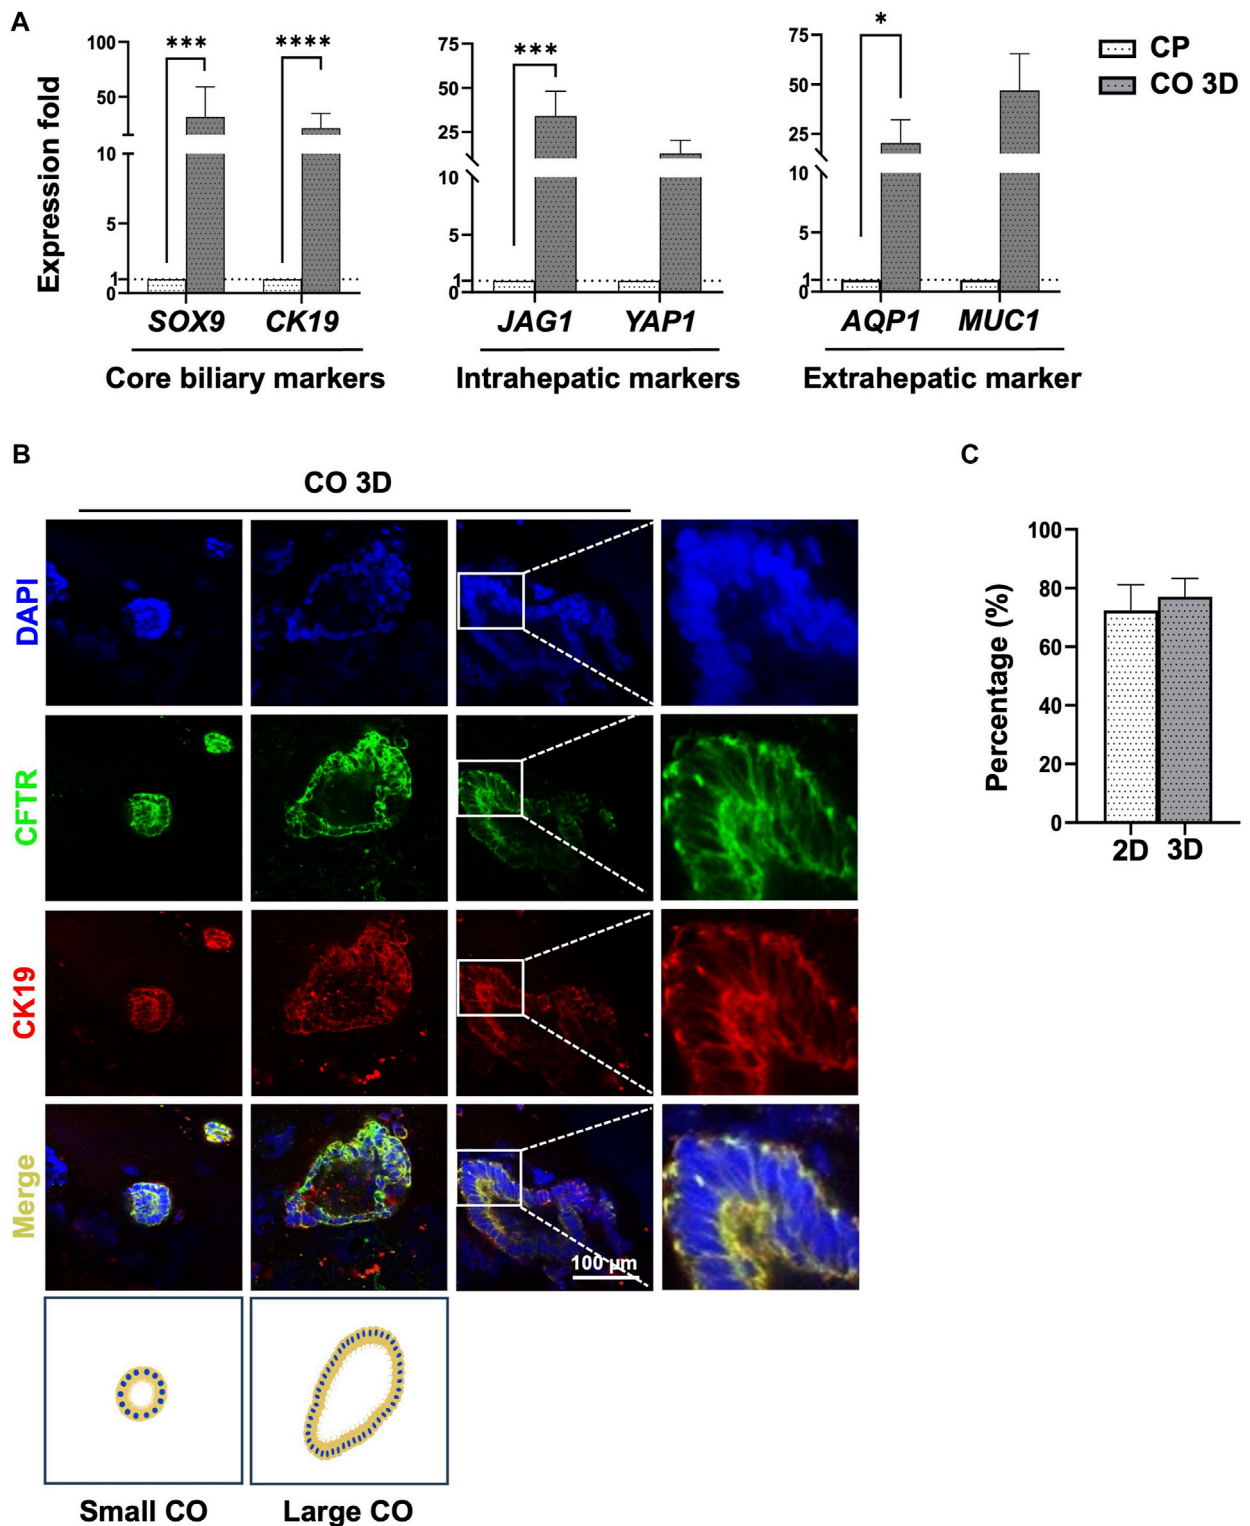 A
Expression fold
100
50
10
5
1
0
***
****
SOX9 CK19
Core biliary markers
75
50
25
10
5
1
0
***
JAG1 YAP1
Intrahepatic markers
75
50
25
10
5
1
0
*
AQP1 MUC1
Extrahepatic marker
CP
CO 3D
B
CO 3D
DAPI
CFTR
CK19
Merge
100 µm
Small CO
Large CO
C
Percentage (%)
100
80
60
40
20
0
2D 3D